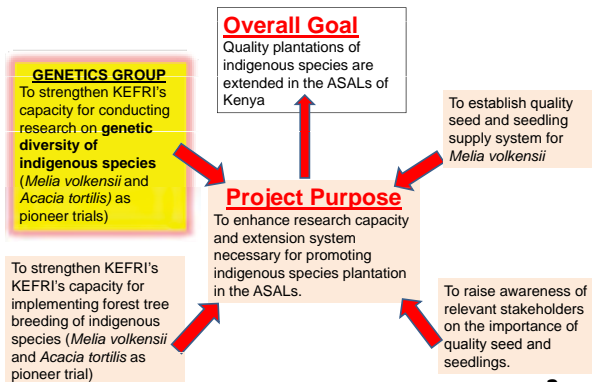 Overall Goal
Quality plantations of
indigenous species are
extended in the ASALs of
Kenya
GENETICS GROUP
To strengthen KEFRI's
capacity for conducting
research on genetic
diversity of
indigenous species
(Melia volkensii and
Acacia tortilis) as
pioneer trials)
To establish quality
seed and seedling
supply system for
Melia volkensii
Project Purpose
To enhance research capacity
and extension system
necessary for promoting
indigenous species plantation
in the ASALs.
To strengthen KEFRI's
KEFRI's capacity for
implementing forest tree
breeding of indigenous
species (Melia volkensii
and Acacia tortilis as
pioneer trial)
To raise awareness of
relevant stakeholders
on the importance of
quality seed and
seedlings.